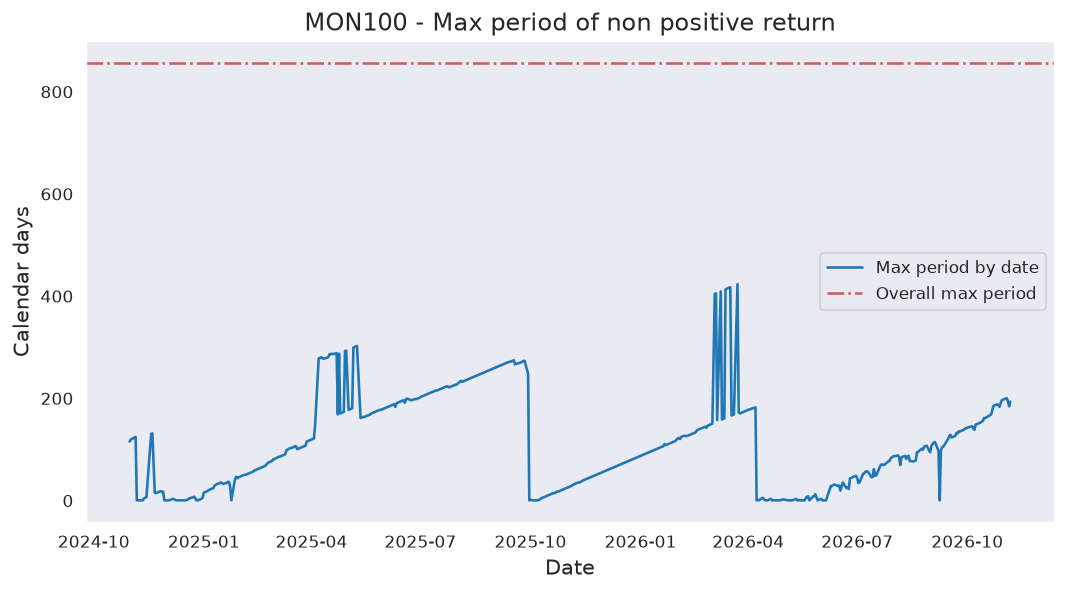 MON100 - Max period of non positive return
Calendar days
800
600
400
200
0
Max period by date
Overall max period
2024-10 2025-01 2025-04 2025-07 2025-10 2026-01 2026-04 2026-07 2026-10
Date